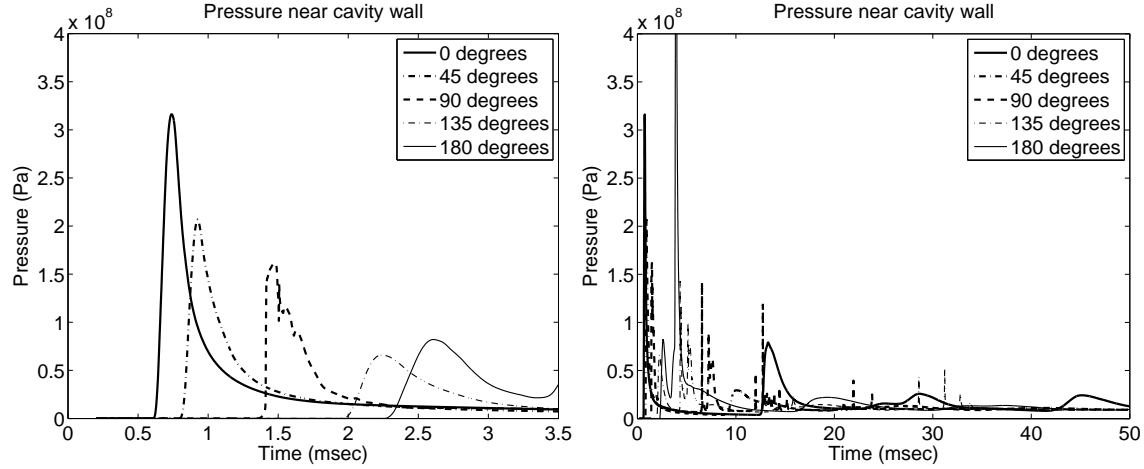 Pressure near cavity wall
x 10^8
4
3.5
3
2.5
2
1.5
1
0.5
0
Pressure (Pa)
0 degrees
45 degrees
90 degrees
135 degrees
180 degrees
0 0.5 1 1.5 2 2.5 3 3.5
Time (msec)
Pressure near cavity wall
x 10^8
4
3.5
3
2.5
2
1.5
1
0.5
0
Pressure (Pa)
0 degrees
45 degrees
90 degrees
135 degrees
180 degrees
0 10 20 30 40 50
Time (msec)